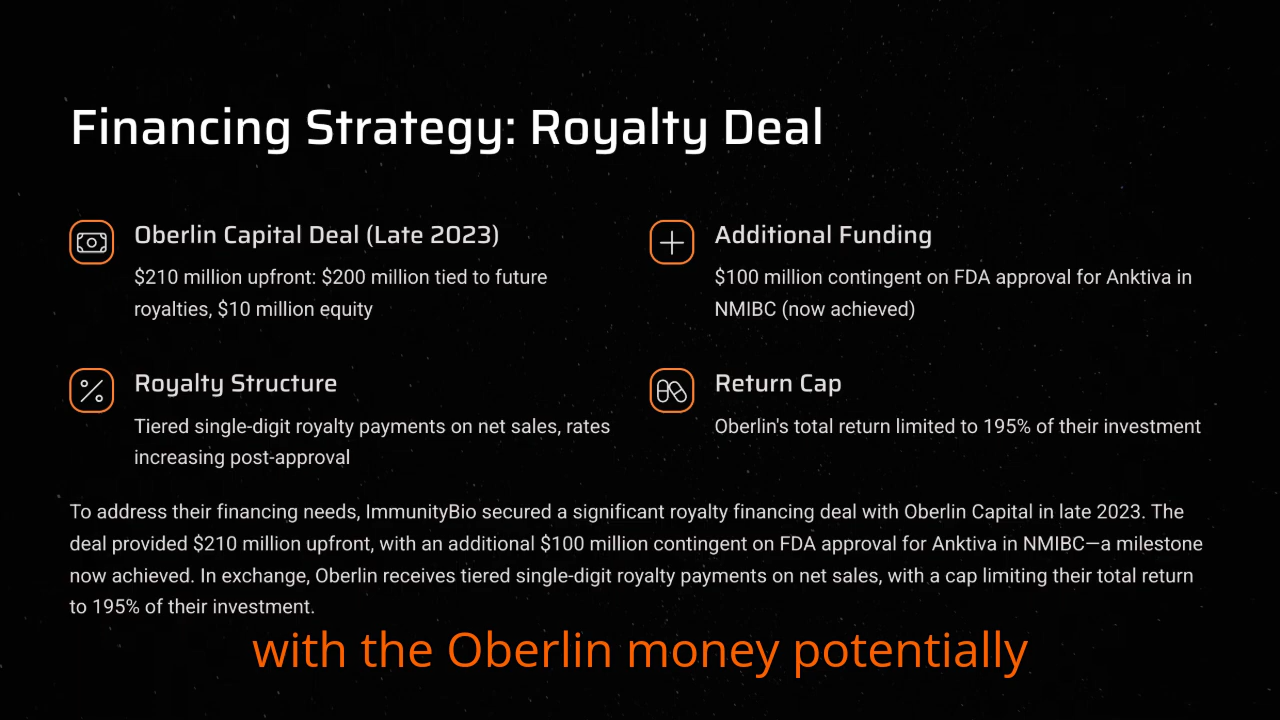 Financing Strategy: Royalty Deal
Oberlin Capital Deal (Late 2023)
$210 million upfront: $200 million tied to future
royalties, $10 million equity
Additional Funding
$100 million contingent on FDA approval for Anktiva in
NMIBC (now achieved)
Royalty Structure
Tiered single-digit royalty payments on net sales, rates
increasing post-approval
Return Cap
Oberlin's total return limited to 195% of their investment
To address their financing needs, ImmunityBio secured a significant royalty financing deal with Oberlin Capital in late 2023. The
deal provided $210 million upfront, with an additional $100 million contingent on FDA approval for Anktiva in NMIBC—a milestone
now achieved. In exchange, Oberlin receives tiered single-digit royalty payments on net sales, with a cap limiting their total return
to 195% of their investment.
with the Oberlin money potentially